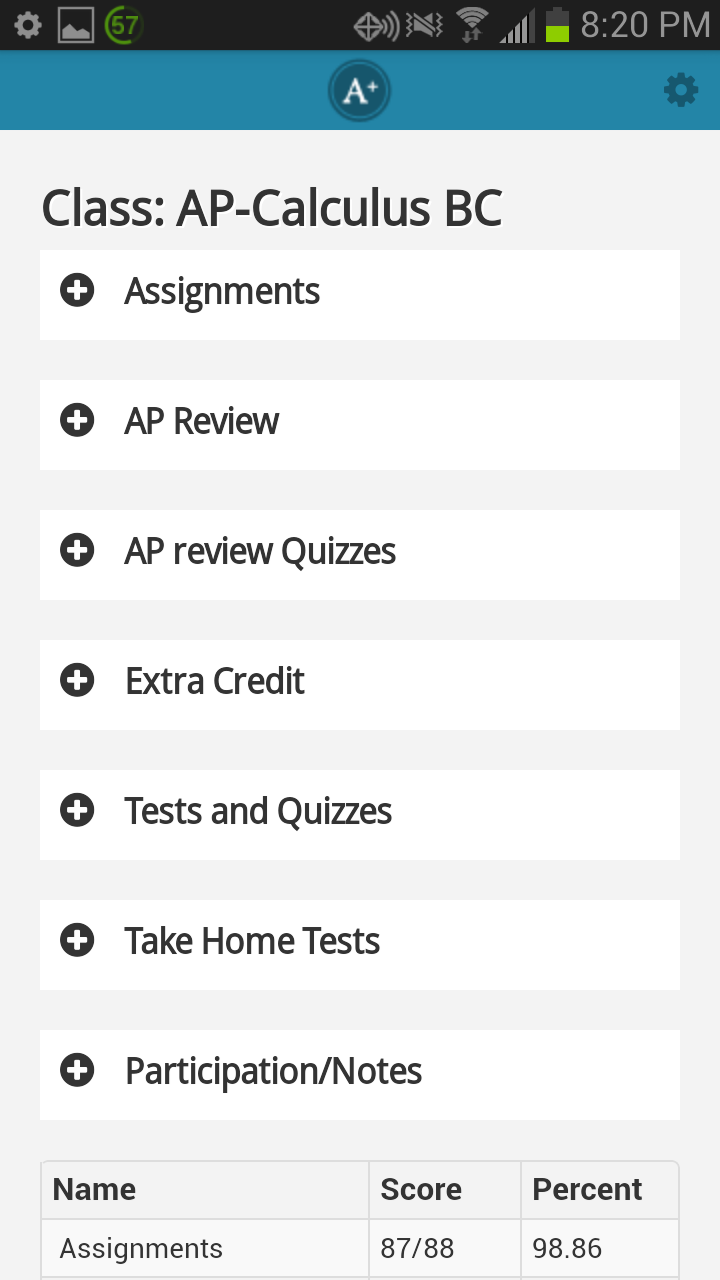 57 8:20 PM
A+
Class: AP-Calculus BC
Assignments
AP Review
AP review Quizzes
Extra Credit
Tests and Quizzes
Take Home Tests
Participation/Notes
Name Score Percent
Assignments 87/88 98.86